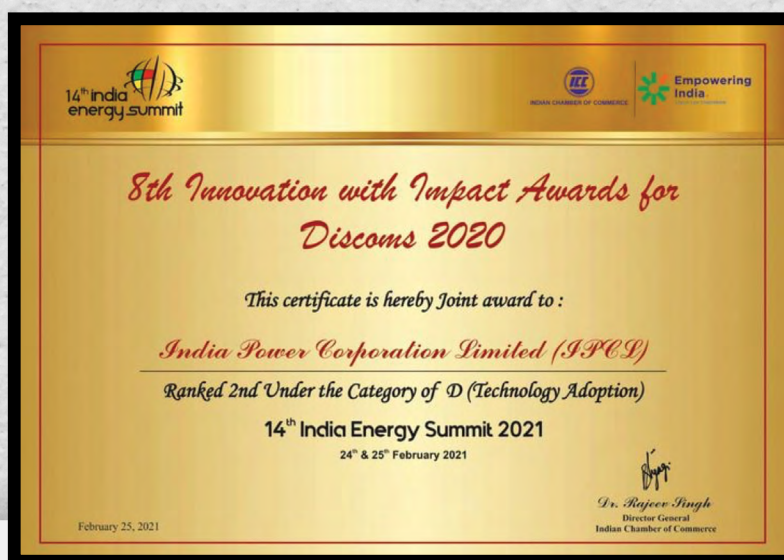 14th india
energy summit
ICC
INDIAN CHAMBER OF COMMERCE
Empowering
India.
8th Innovation with Impact Awards for
Discoms 2020
This certificate is hereby Joint award to :
India Power Corporation Limited (IPCL)
Ranked 2nd Under the Category of D (Technology Adoption)
14th India Energy Summit 2021
24th & 25th February 2021
Dr. Rajeev Singh
Director General
Indian Chamber of Commerce
February 25, 2021